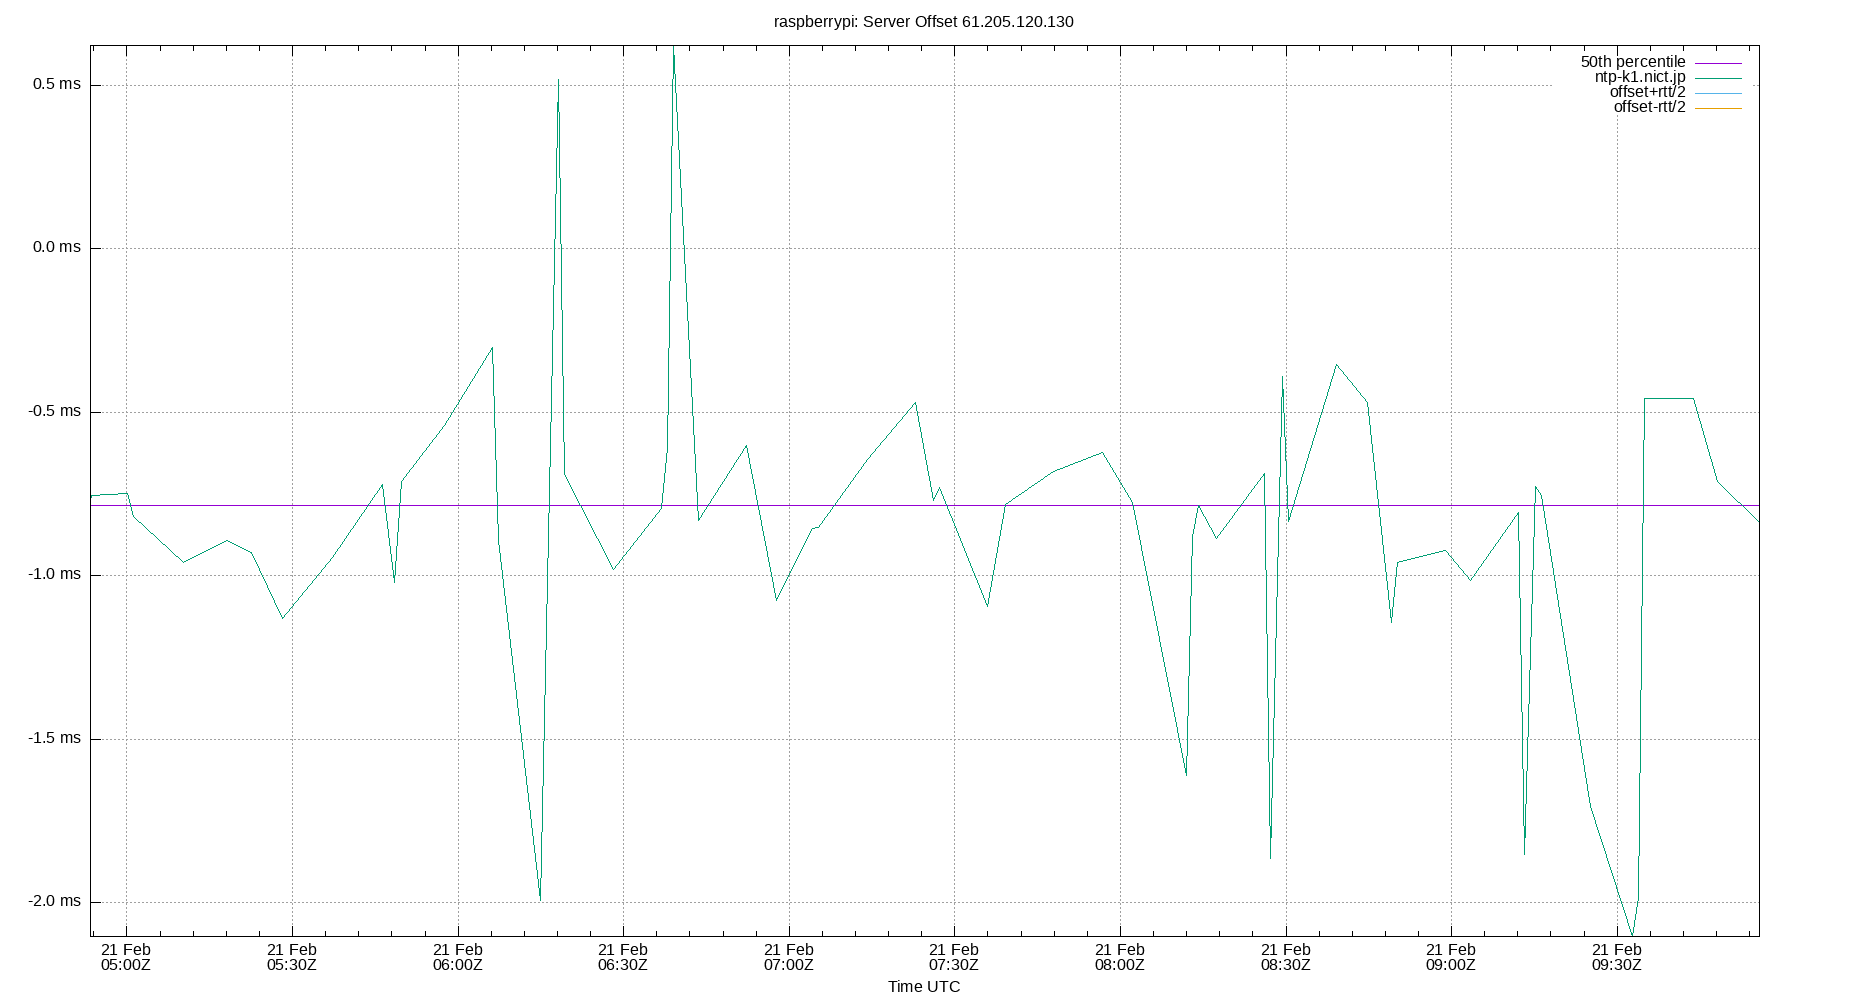 raspberrypi: Server Offset 61.205.120.130
50th percentile
ntp-k1.nict.jp
offset+rtt/2
offset-rtt/2
0.5 ms
0.0 ms
-0.5 ms
-1.0 ms
-1.5 ms
-2.0 ms
21 Feb 21 Feb 21 Feb 21 Feb 21 Feb 21 Feb 21 Feb 21 Feb 21 Feb 21 Feb
05:00Z 05:30Z 06:00Z 06:30Z 07:00Z 07:30Z 08:00Z 08:30Z 09:00Z 09:30Z
Time UTC